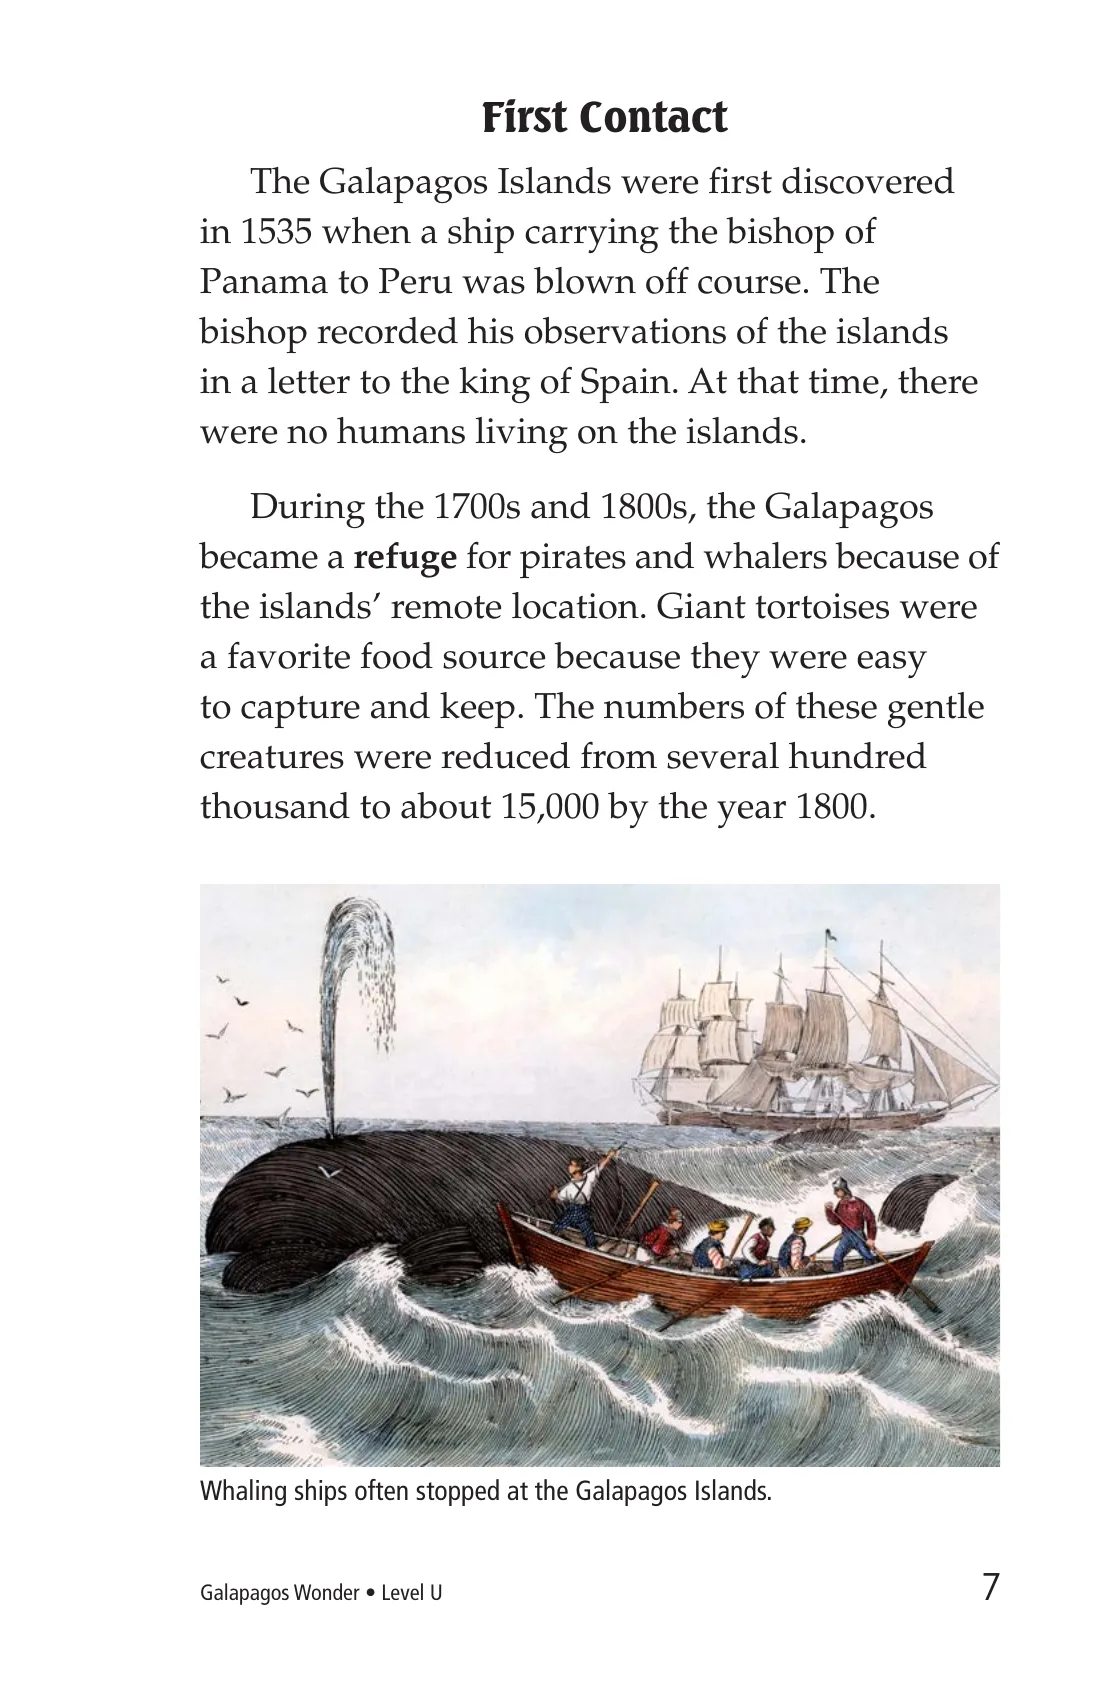 First Contact
The Galapagos Islands were first discovered
in 1535 when a ship carrying the bishop of
Panama to Peru was blown off course. The
bishop recorded his observations of the islands
in a letter to the king of Spain. At that time, there
were no humans living on the islands.
During the 1700s and 1800s, the Galapagos
became a refuge for pirates and whalers because of
the islands’ remote location. Giant tortoises were
a favorite food source because they were easy
to capture and keep. The numbers of these gentle
creatures were reduced from several hundred
thousand to about 15,000 by the year 1800.
Whaling ships often stopped at the Galapagos Islands.
Galapagos Wonder • Level U
7